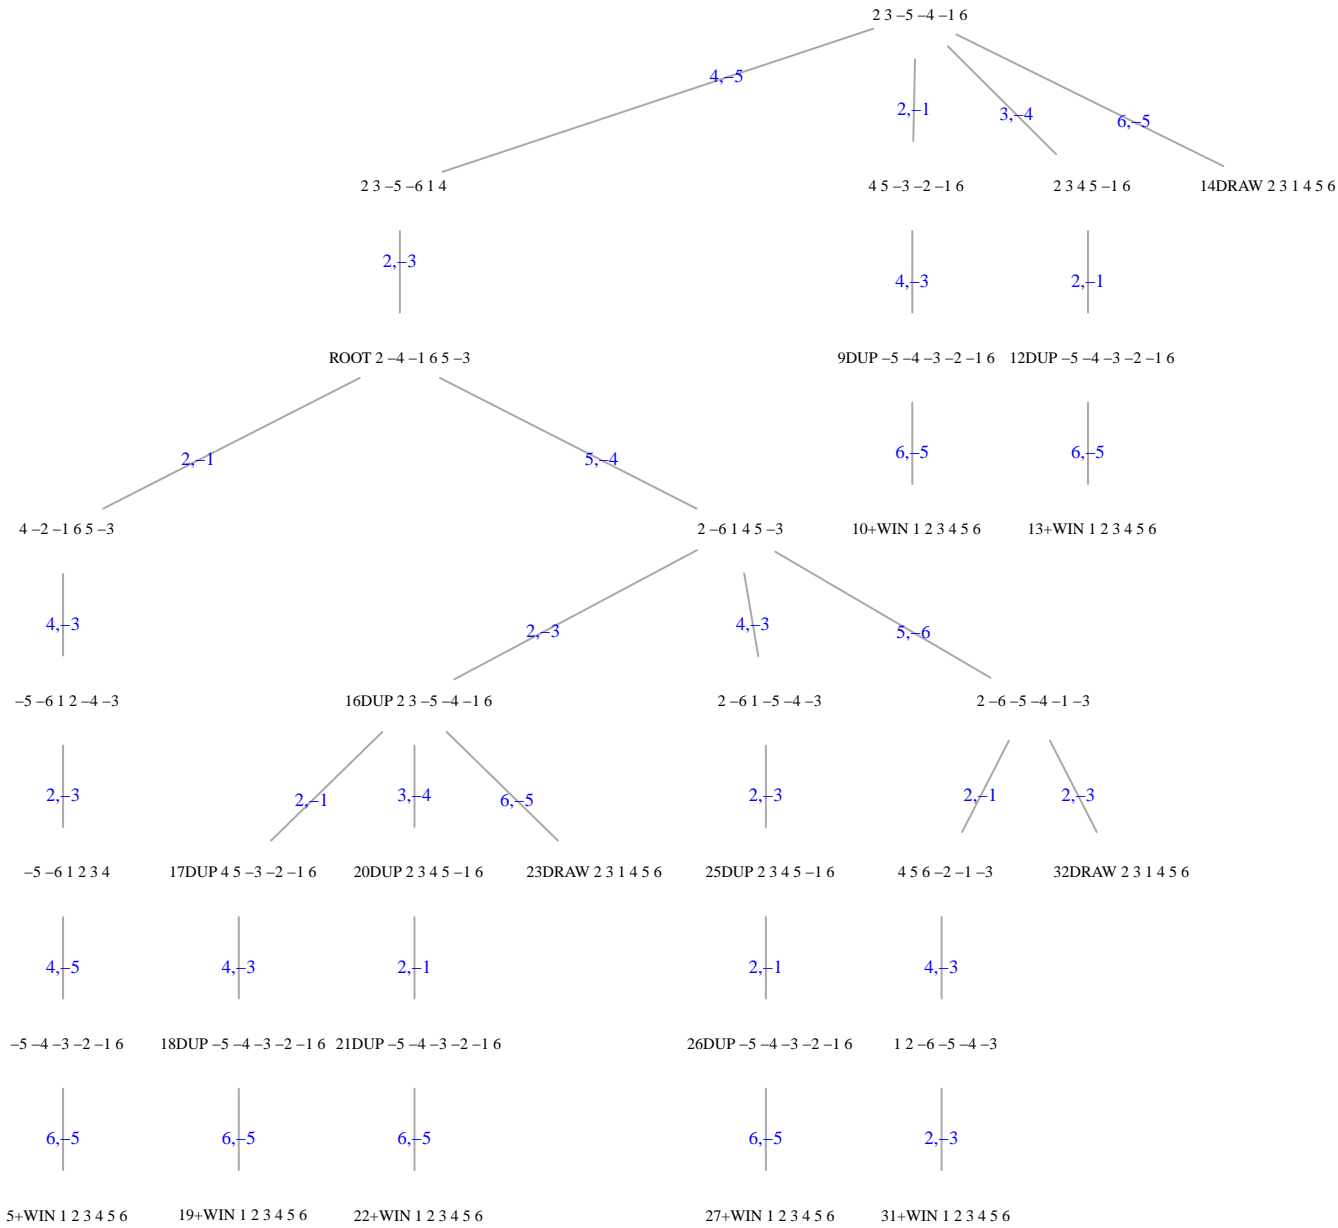 2 3 –5 –4 –1 6
4,–5
2,–1
3,–4
6,–5
2 3 –5 –6 1 4
4 5 –3 –2 –1 6
2 3 4 5 –1 6
14DRAW 2 3 1 4 5 6
2,–3
4,–3
2,–1
ROOT 2 –4 –1 6 5 –3
9DUP –5 –4 –3 –2 –1 6
12DUP –5 –4 –3 –2 –1 6
2,–1
5,–4
6,–5
6,–5
4 –2 –1 6 5 –3
2 –6 1 4 5 –3
10+WIN 1 2 3 4 5 6
13+WIN 1 2 3 4 5 6
4,–3
2,–3
4,–3
5,–6
–5 –6 1 2 –4 –3
16DUP 2 3 –5 –4 –1 6
2 –6 1 –5 –4 –3
2 –6 –5 –4 –1 –3
2,–3
2,–1
3,–4
6,–5
2,–3
2,–1
2,–3
–5 –6 1 2 3 4
17DUP 4 5 –3 –2 –1 6
20DUP 2 3 4 5 –1 6
23DRAW 2 3 1 4 5 6
25DUP 2 3 4 5 –1 6
4 5 6 –2 –1 –3
32DRAW 2 3 1 4 5 6
4,–5
4,–3
2,–1
2,–1
4,–3
–5 –4 –3 –2 –1 6
18DUP –5 –4 –3 –2 –1 6
21DUP –5 –4 –3 –2 –1 6
26DUP –5 –4 –3 –2 –1 6
1 2 –6 –5 –4 –3
6,–5
6,–5
6,–5
6,–5
2,–3
5+WIN 1 2 3 4 5 6
19+WIN 1 2 3 4 5 6
22+WIN 1 2 3 4 5 6
27+WIN 1 2 3 4 5 6
31+WIN 1 2 3 4 5 6